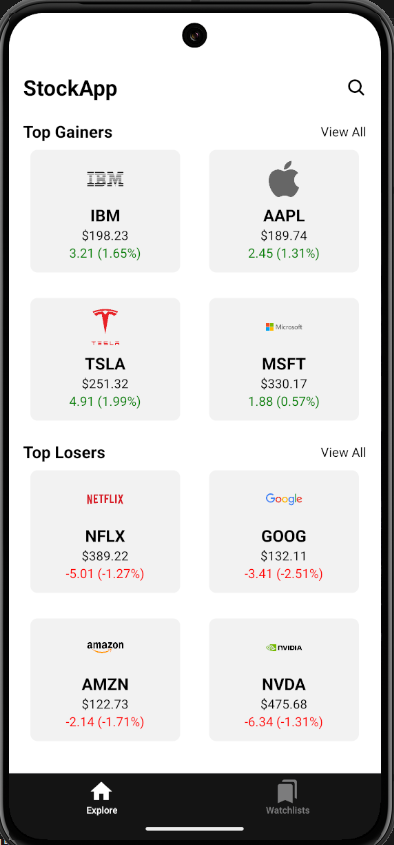 StockApp
Top Gainers View All
IBM
IBM
$198.23
3.21 (1.65%)
AAPL
$189.74
2.45 (1.31%)
TESLA
TSLA
$251.32
4.91 (1.99%)
Microsoft
MSFT
$330.17
1.88 (0.57%)
Top Losers View All
NETFLIX
NFLX
$389.22
-5.01 (-1.27%)
Google
GOOG
$132.11
-3.41 (-2.51%)
amazon
AMZN
$122.73
-2.14 (-1.71%)
NVIDIA
NVDA
$475.68
-6.34 (-1.31%)
Explore Watchlists